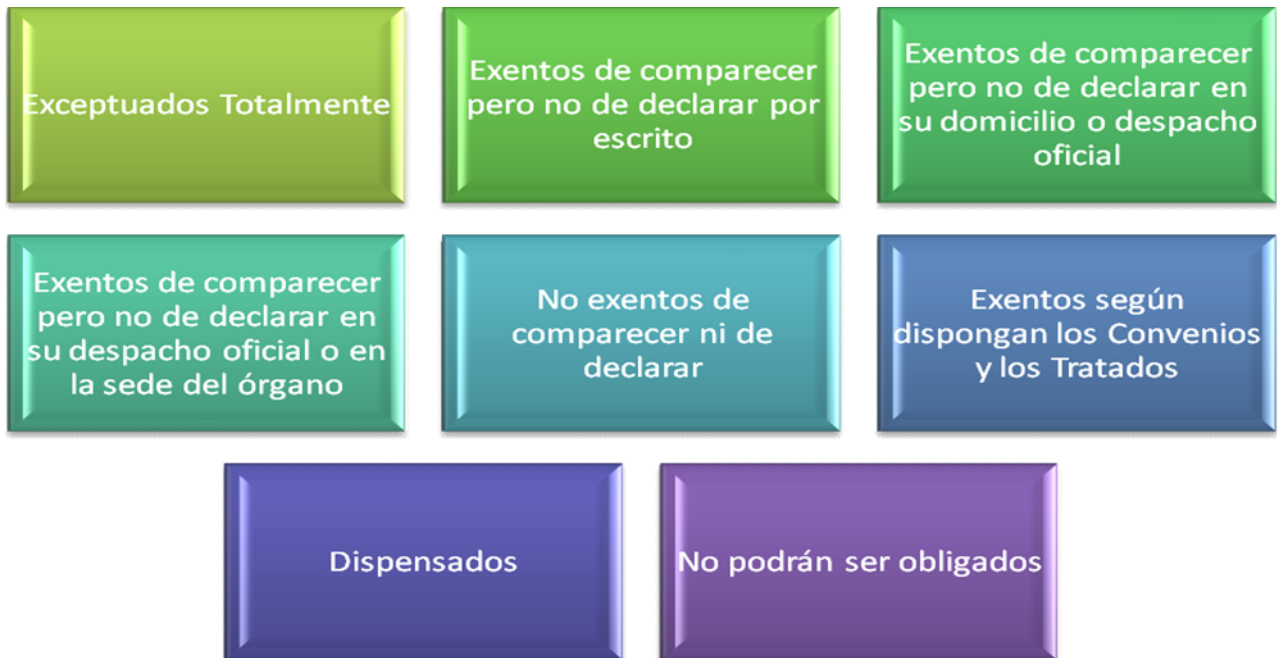 Exceptuados Totalmente
Exentos de comparecer
pero no de declarar por
escrito
Exentos de comparecer
pero no de declarar en
su domicilio o despacho
oficial
Exentos de comparecer
pero no de declarar en
su despacho oficial o en
la sede del órgano
No exentos de
comparecer ni de
declarar
Exentos según
dispongan los Convenios
y los Tratados
Dispensados
No podrán ser obligados